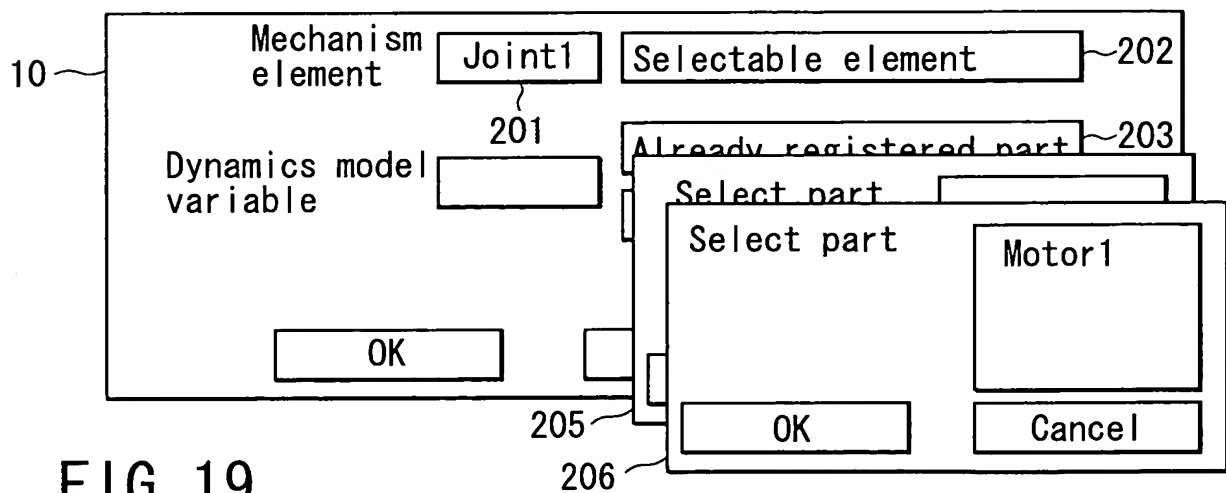 10
Mechanism element
Joint1
Selectable element
202
201
Dynamics model variable
Already registered part
203
Select part
Select part
Motor1
OK
OK
Cancel
205
206
FIG. 19